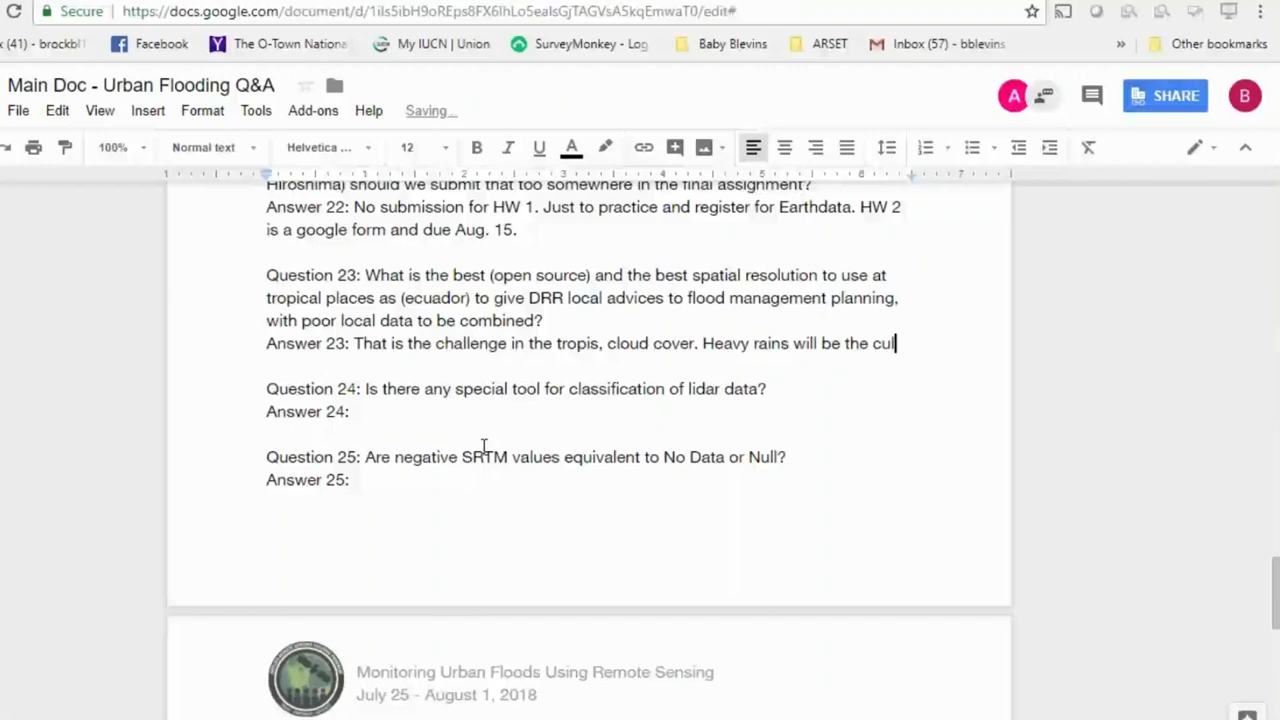 Secure https://docs.google.com/document/d/1ils5ibH9oREps8FX6lhLo5ealsGjTAGVsA5kqEmwaT0/edit#
(41) - brockbl Facebook The O-Town Nationa My IUCN | Union SurveyMonkey - Log Baby Blevins ARSET Inbox (57) - bblevins » Other bookmarks
Main Doc - Urban Flooding Q&A
A SHARE B
File Edit View Insert Format Tools Add-ons Help Saving...
100% Normal text Helvetica ... 12 B I U A
1 1 2 3 4 5 6 7
Hiroshima) should we submit that too somewhere in the final assignment?
Answer 22: No submission for HW 1. Just to practice and register for Earthdata. HW 2
is a google form and due Aug. 15.
Question 23: What is the best (open source) and the best spatial resolution to use at
tropical places as (ecuador) to give DRR local advices to flood management planning,
with poor local data to be combined?
Answer 23: That is the challenge in the tropis, cloud cover. Heavy rains will be the cul
Question 24: Is there any special tool for classification of lidar data?
Answer 24:
Question 25: Are negative SRTM values equivalent to No Data or Null?
Answer 25:
Monitoring Urban Floods Using Remote Sensing
July 25 - August 1, 2018